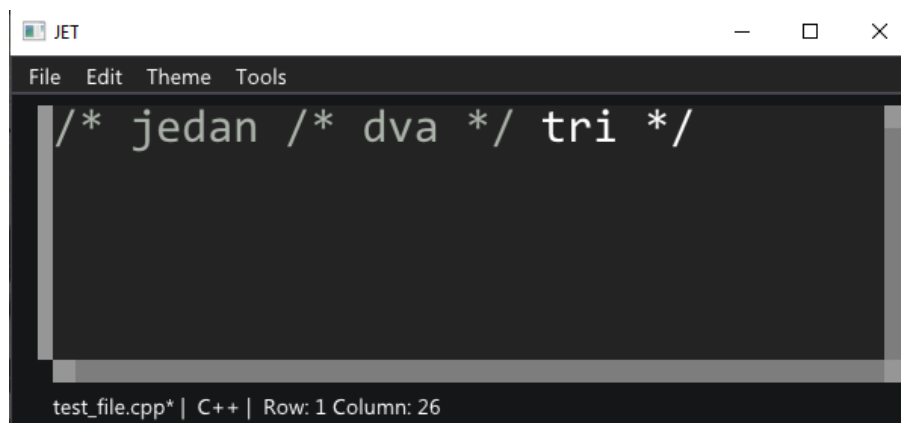 JET
File Edit Theme Tools
/* jedan /* dva */ tri */
test_file.cpp* | C++ | Row: 1 Column: 26